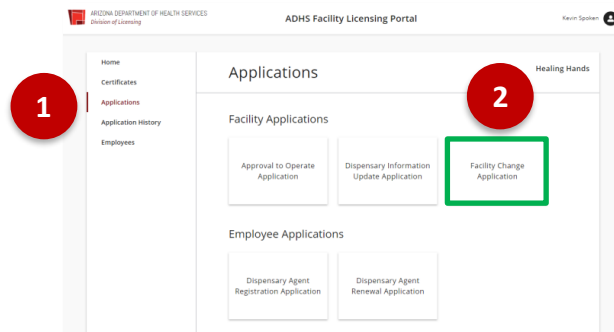 ARIZONA DEPARTMENT OF HEALTH SERVICES
Division of Licensing
ADHS Facility Licensing Portal
Kevin Spoken
Home
Certificates
Applications
Application History
Employees
1
Applications
Healing Hands
2
Facility Applications
Approval to Operate
Application
Dispensary Information
Update Application
Facility Change
Application
Employee Applications
Dispensary Agent
Registration Application
Dispensary Agent
Renewal Application